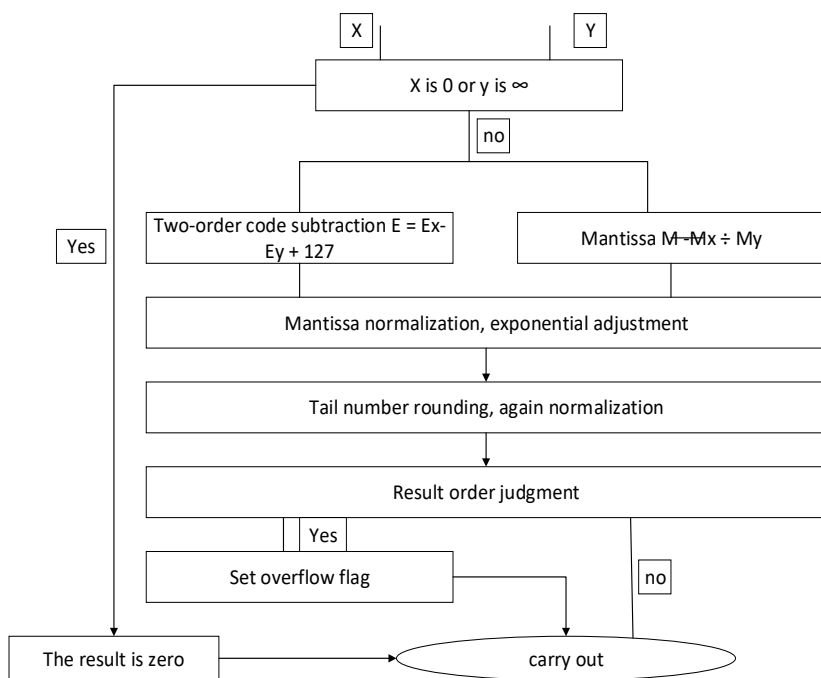 X
Y
X is 0 or y is ∞
no
Yes
Two-order code subtraction E = Ex-
Ey + 127
Mantissa M -Mx ÷ My
Mantissa normalization, exponential adjustment
Tail number rounding, again normalization
Result order judgment
Yes
Set overflow flag
no
The result is zero
carry out